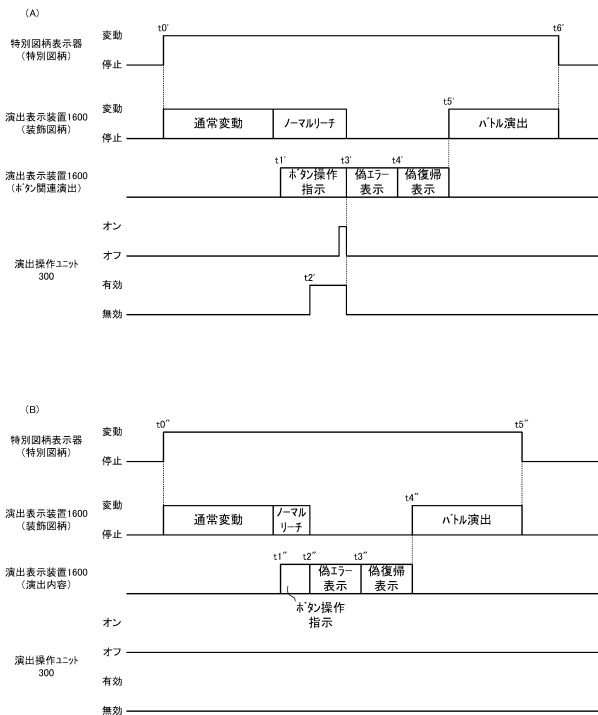 (A)
t0' t6'
特別図柄表示器
(特別図柄)
変動
停止
t5'
演出表示装置1600
(装飾図柄)
変動
停止
通常変動
ノーマルリーチ
バトル演出
t1' t3' t4'
演出表示装置1600
(ボタン関連演出)
ボタン操作
指示
偽エラー
表示
偽復帰
表示
演出操作ユニット
300
オン
オフ
t2'
有効
無効
(B)
t0" t5"
特別図柄表示器
(特別図柄)
変動
停止
t4"
演出表示装置1600
(装飾図柄)
変動
停止
通常変動
ノーマル
リーチ
バトル演出
t1" t2" t3"
演出表示装置1600
(演出内容)
偽エラー
表示
偽復帰
表示
ボタン操作
指示
演出操作ユニット
300
オン
オフ
有効
無効